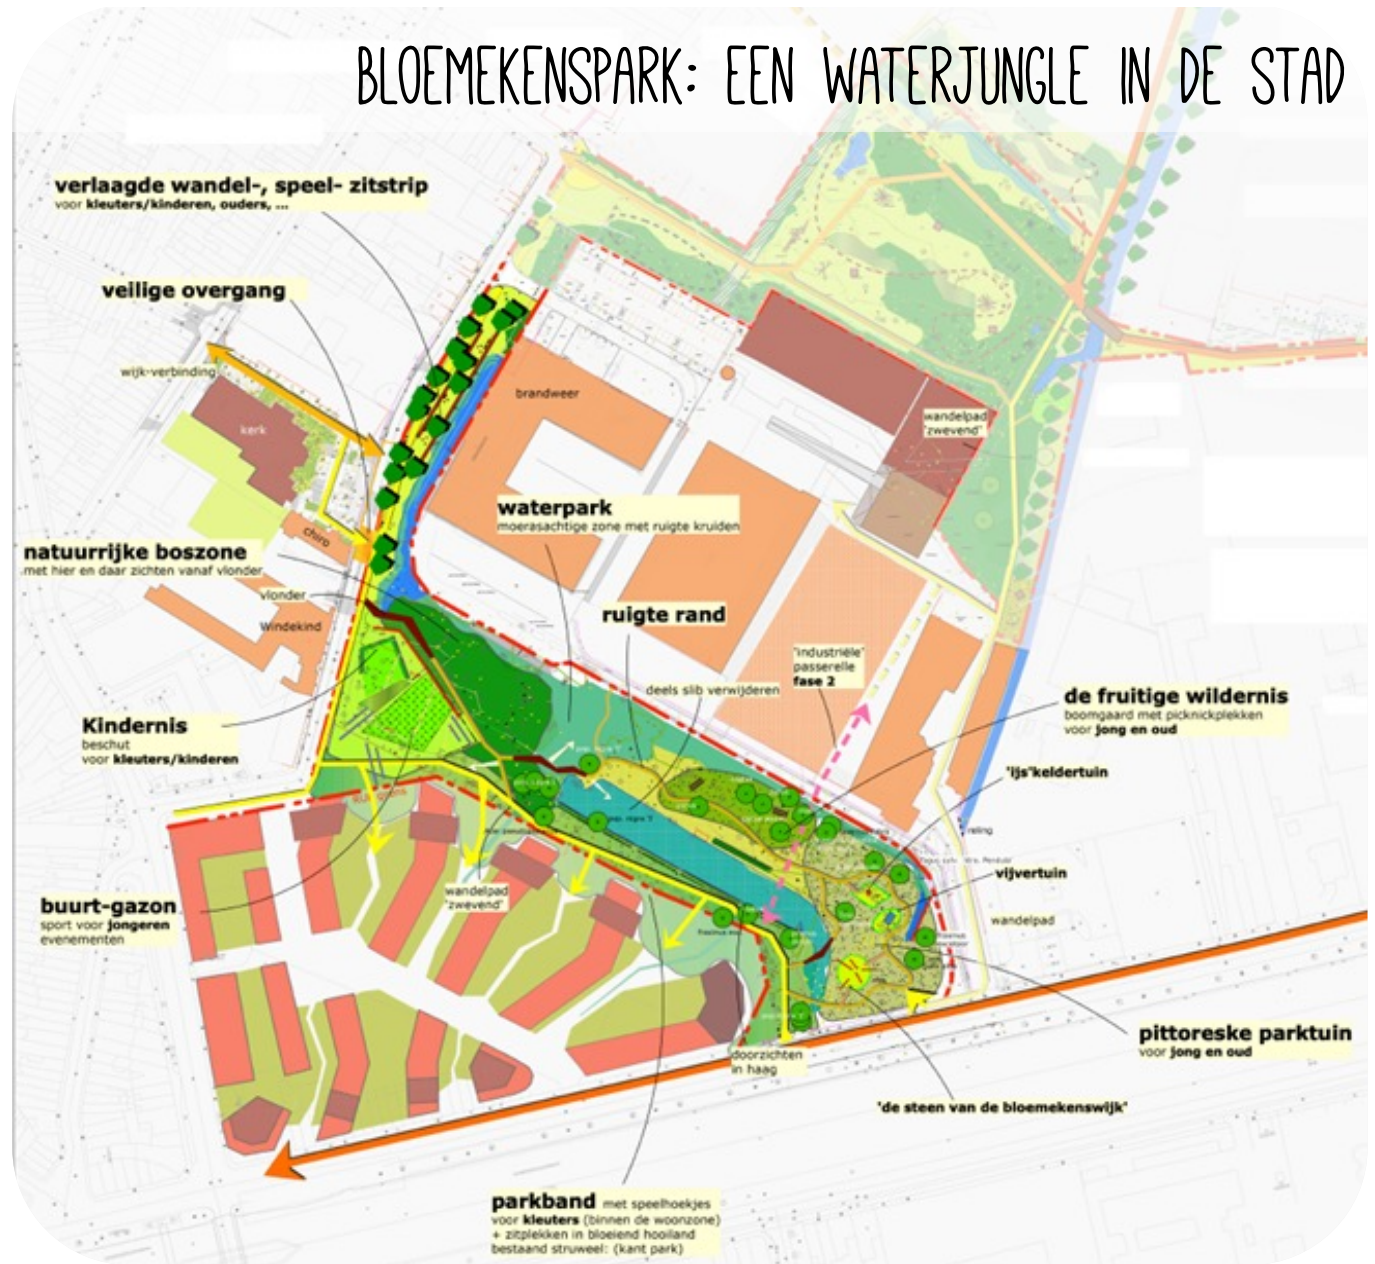 BLOEMEKENSPARK: EEN WATERJUNGLE IN DE STAD
verlaagde wandel-, speel- zitstrip
voor kleuters/kinderen, ouders, ...
veilige overgang
wijk-verbinding
kerk
brandweer
wandelpad
'zwevend'
waterpark
moerasachtige zone met ruigte kruiden
chiro
natuurrijke boszone
met hier en daar zichten vanaf vlonder
vlonder
Windekind
ruigte rand
'industriële'
passerelle
fase 2
deels slib verwijderen
de fruitige wildernis
boomgaard met picknickplekken
voor jong en oud
Kindernis
beschut
voor kleuters/kinderen
'ijs'keldertuin
reling
vijvertuin
wandelpad
'zwevend'
buurt-gazon
sport voor jongeren
evenementen
wandelpad
pittoreske parktuin
voor jong en oud
doorzichten
in haag
'de steen van de bloemekenswijk'
parkband met speelhoekjes
voor kleuters (binnen de woonzone)
+ zitplekken in bloeiend hooiland
bestaand struweel: (kant park)